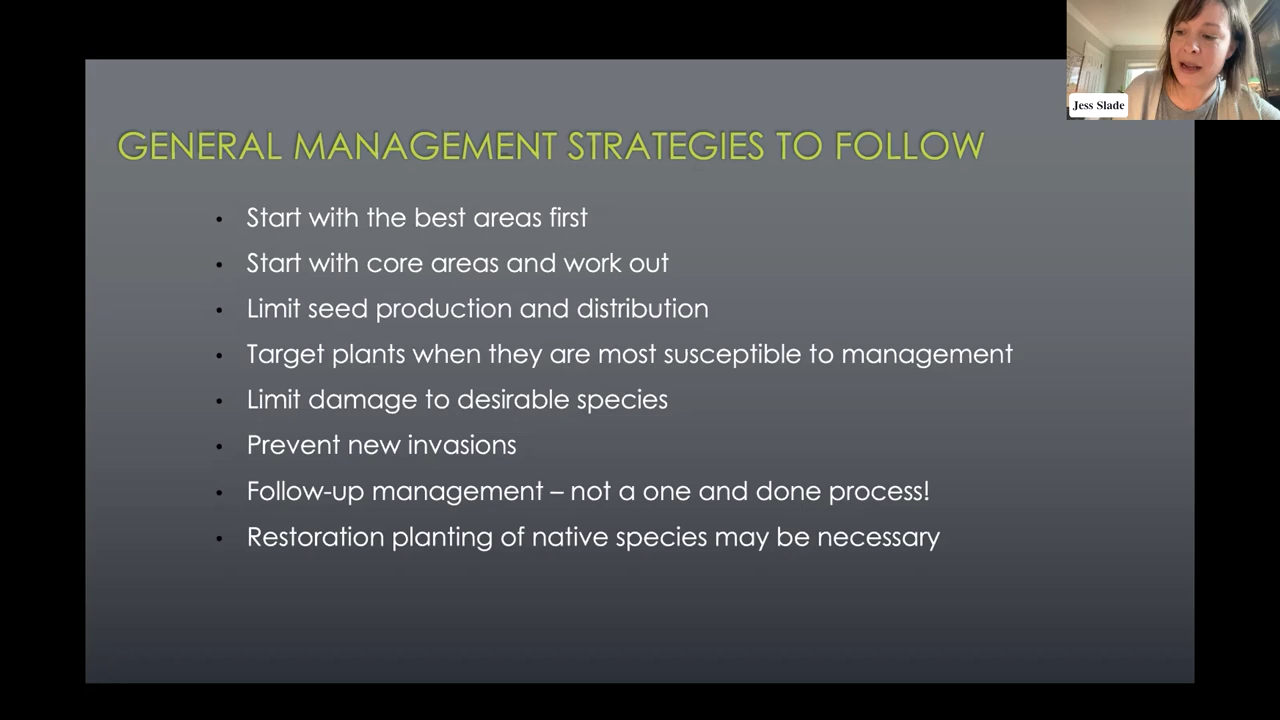 Jess Slade
GENERAL MANAGEMENT STRATEGIES TO FOLLOW
• Start with the best areas first
• Start with core areas and work out
• Limit seed production and distribution
• Target plants when they are most susceptible to management
• Limit damage to desirable species
• Prevent new invasions
• Follow-up management – not a one and done process!
• Restoration planting of native species may be necessary